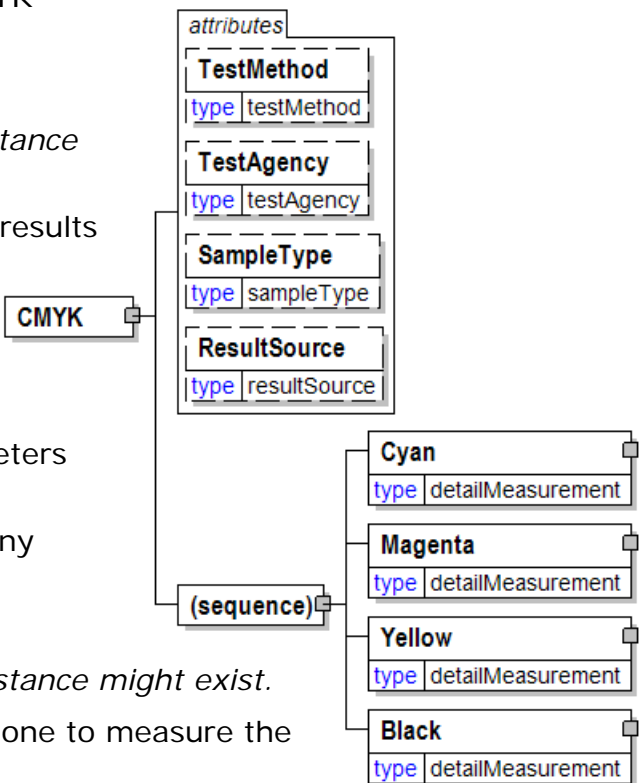 attributes
TestMethod
type testMethod
tance
TestAgency
type testAgency
results
SampleType
type sampleType
CMYK
ResultSource
type resultSource
eters
Cyan
type detailMeasurement
ny
Magenta
type detailMeasurement
(sequence)
Yellow
type detailMeasurement
stance might exist.
one to measure the
Black
type detailMeasurement